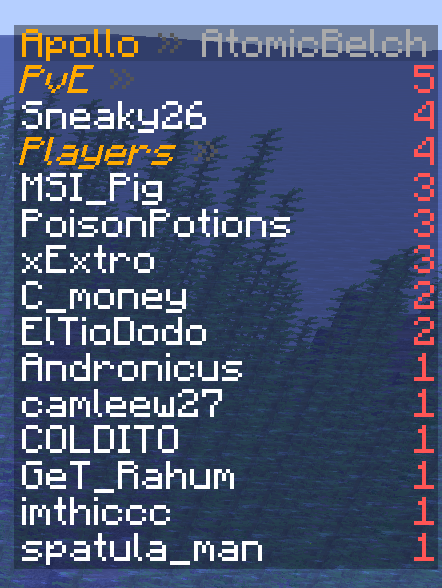 Apollo » AtomicBelch
PvE » 5
Sneaky26 4
Players » 4
MSI_Pig 3
PoisonPotions 3
xExtro 3
C_money 2
ElTioDodo 2
Andronicus 1
camleew27 1
COLDITO 1
GeT_Rahum 1
imthiccc 1
spatula_man 1